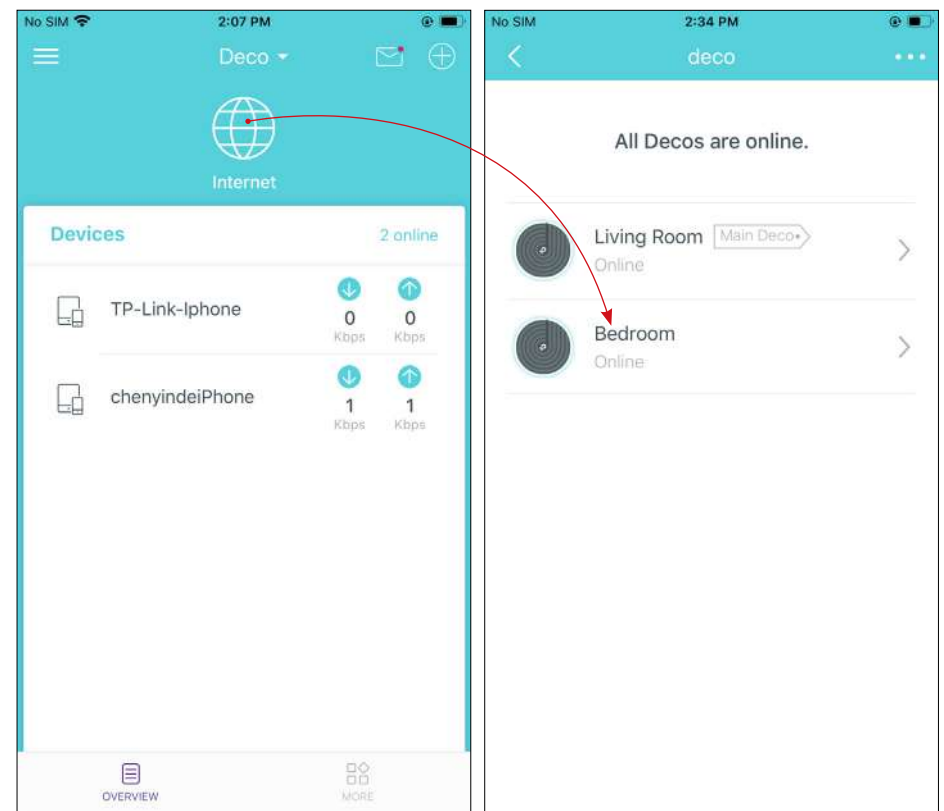 No SIM 2:07 PM
Deco
Internet
Devices 2 online
TP-Link-Iphone
0 0
Kbps Kbps
chenyindeiPhone
1 1
Kbps Kbps
OVERVIEW MORE
No SIM 2:34 PM
deco
All Decos are online.
Living Room Main Deco
Online
Bedroom
Online